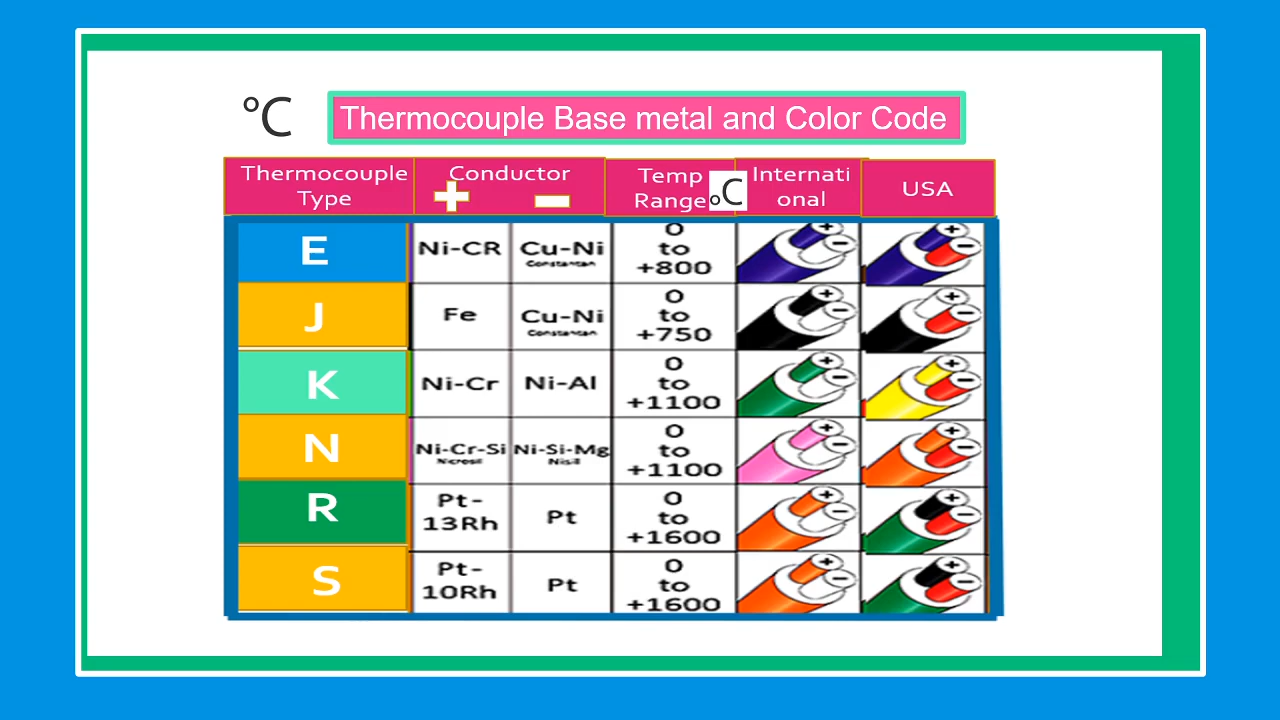 °C
Thermocouple Base metal and Color Code
Thermocouple Type
Conductor
+ -
Temp Range °C
Internati
onal
USA
E
Ni-CR
Cu-Ni
Constantan
0
to
+800
+
-
+
-
J
Fe
Cu-Ni
Constantan
0
to
+750
+
-
+
-
K
Ni-Cr
Ni-Al
0
to
+1100
+
-
+
-
N
Ni-Cr-Si
Nicrosil
Ni-Si-Mg
Nisil
0
to
+1100
+
-
+
-
R
Pt-
13Rh
Pt
0
to
+1600
+
-
+
-
S
Pt-
10Rh
Pt
0
to
+1600
+
-
+
-